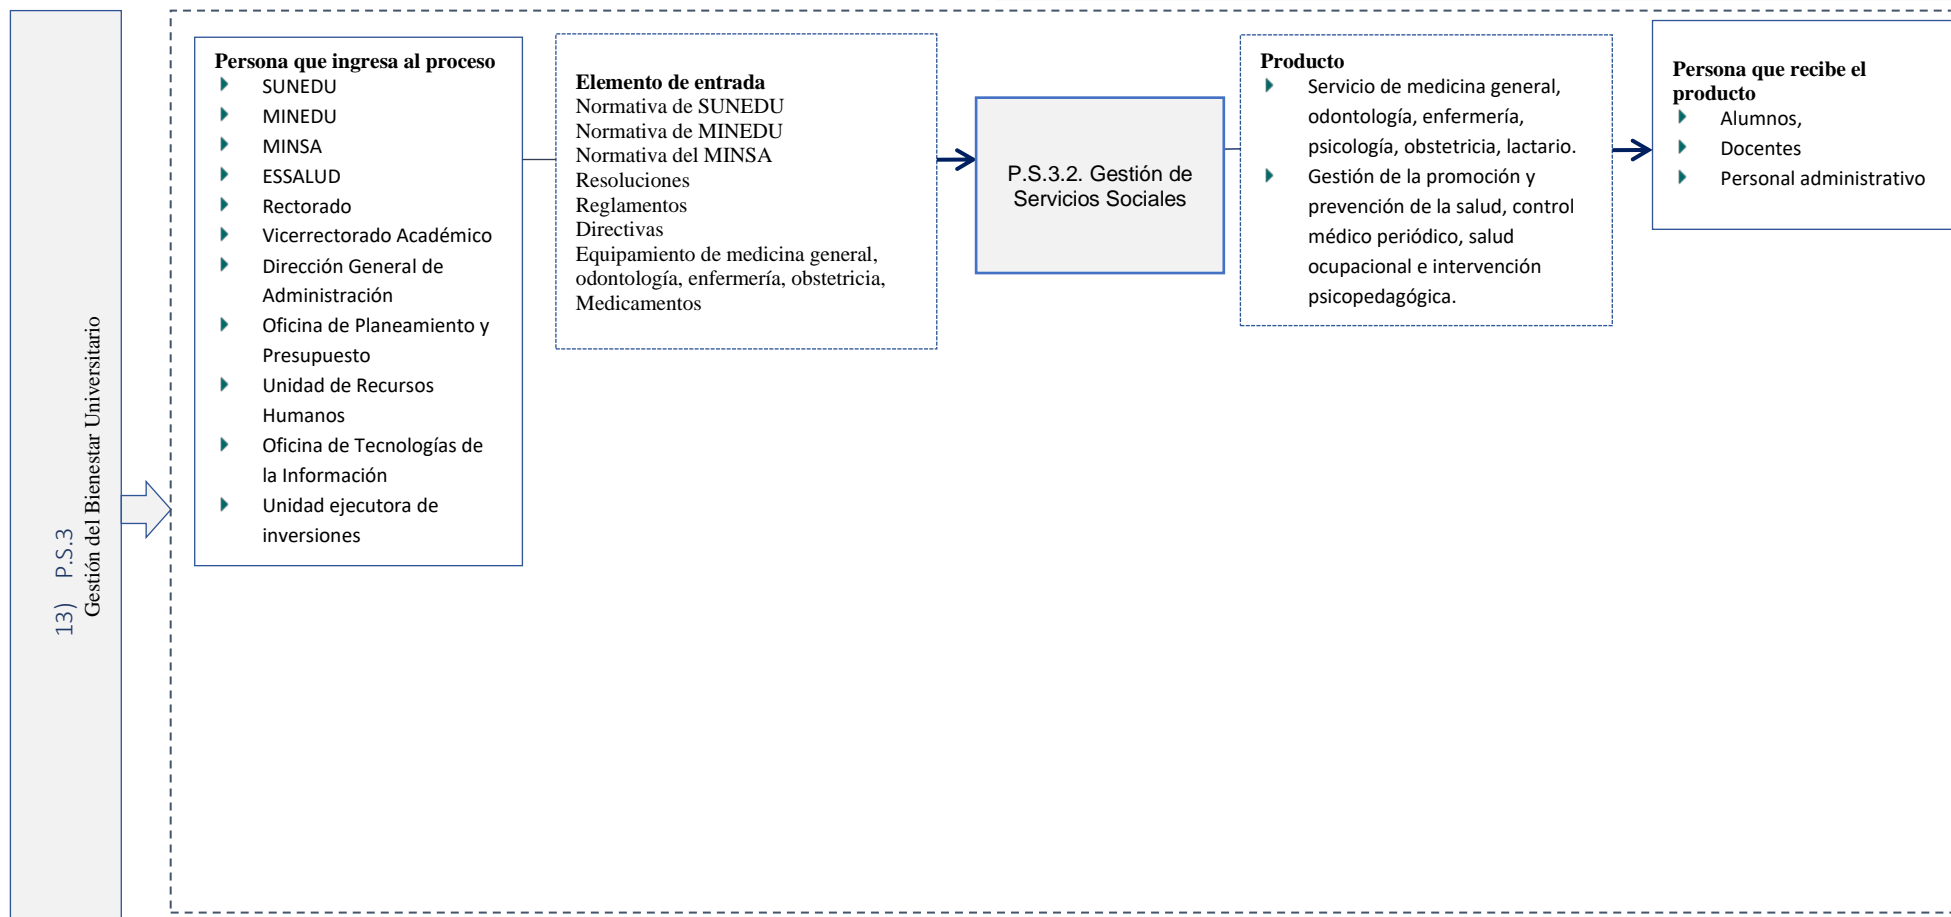 13) P.S.3
Gestión del Bienestar Universitario
Persona que ingresa al proceso
SUNEDU
MINEDU
MINSA
ESSALUD
Rectorado
Vicerrectorado Académico
Dirección General de
Administración
Oficina de Planeamiento y
Presupuesto
Unidad de Recursos
Humanos
Oficina de Tecnologías de
la Información
Unidad ejecutora de
inversiones
Elemento de entrada
Normativa de SUNEDU
Normativa de MINEDU
Normativa del MINSA
Resoluciones
Reglamentos
Directivas
Equipamiento de medicina general,
odontología, enfermería, obstetricia,
Medicamentos
P.S.3.2. Gestión de
Servicios Sociales
Producto
Servicio de medicina general,
odontología, enfermería,
psicología, obstetricia, lactario.
Gestión de la promoción y
prevención de la salud, control
médico periódico, salud
ocupacional e intervención
psicopedagógica.
Persona que recibe el
producto
Alumnos,
Docentes
Personal administrativo